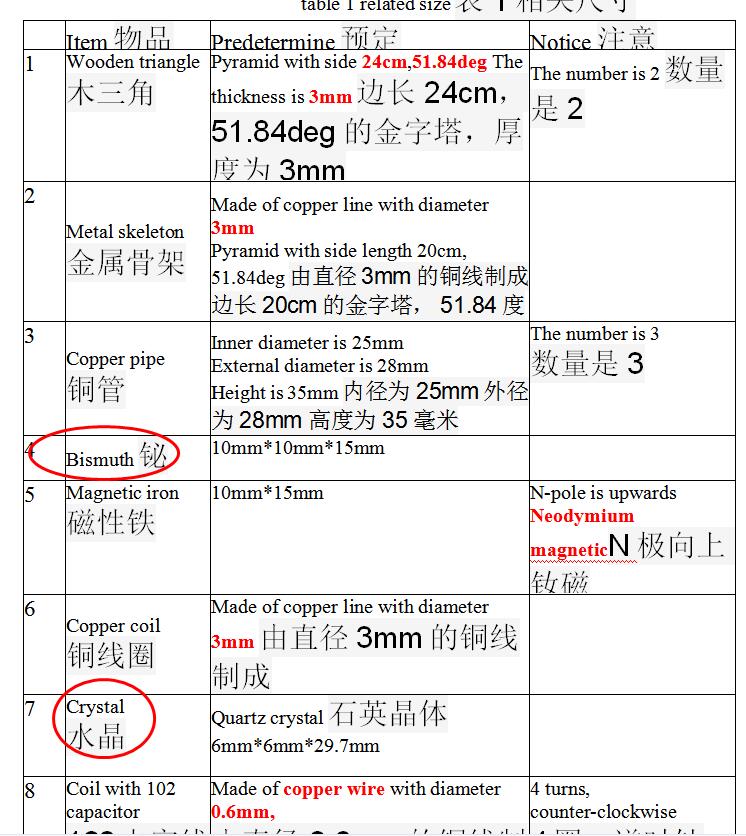 table 1 related size 表 1 相关尺寸
Item 物品 Predetermine 预定 Notice 注意
1
Wooden triangle
木三角
Pyramid with side 24cm,51.84deg The
thickness is 3mm 边长 24cm，
51.84deg 的金字塔，厚
度为 3mm
The number is 2 数量
是 2
2
Metal skeleton
金属骨架
Made of copper line with diameter
3mm
Pyramid with side length 20cm,
51.84deg 由直径 3mm 的铜线制成
边长 20cm 的金字塔， 51.84 度
3
Copper pipe
铜管
Inner diameter is 25mm
External diameter is 28mm
Height is 35mm 内径为 25mm 外径
为 28mm 高度为 35 毫米
The number is 3
数量是 3
4
Bismuth 铋
10mm*10mm*15mm
5
Magnetic iron
磁性铁
10mm*15mm
N-pole is upwards
Neodymium
magneticN 极向上
钕磁
6
Copper coil
铜线圈
Made of copper line with diameter
3mm 由直径 3mm 的铜线
制成
7
Crystal
水晶
Quartz crystal 石英晶体
6mm*6mm*29.7mm
8
Coil with 102
capacitor
Made of copper wire with diameter
0.6mm,
4 turns,
counter-clockwise